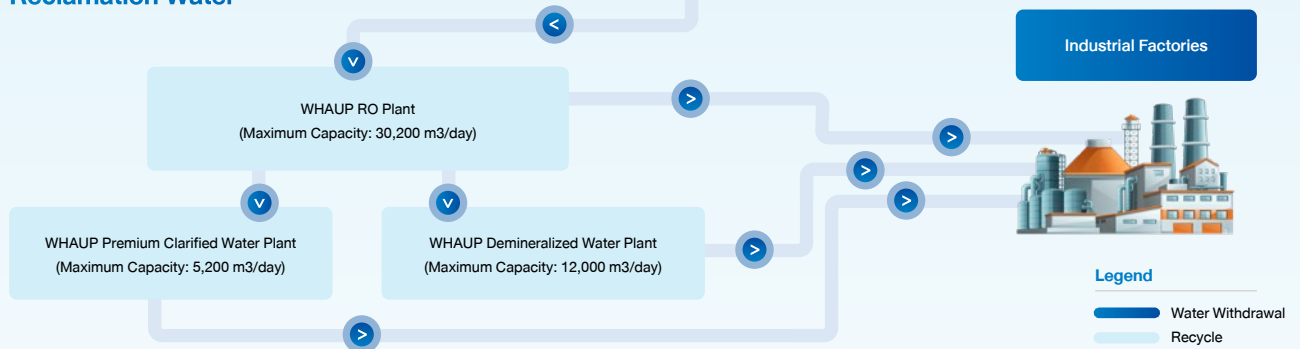 Reclamation Water
Industrial Factories
WHAUP RO Plant
(Maximum Capacity: 30,200 m3/day)
WHAUP Premium Clarified Water Plant
(Maximum Capacity: 5,200 m3/day)
WHAUP Demineralized Water Plant
(Maximum Capacity: 12,000 m3/day)
Legend
Water Withdrawal
Recycle